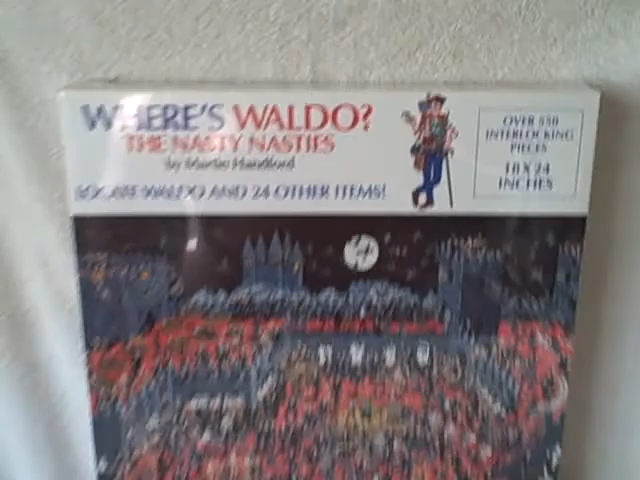 WHERE'S WALDO?
THE NASTY NASTIES
by Martin Handford
LOCATE WALDO AND 24 OTHER ITEMS!
OVER 550
INTERLOCKING
PIECES
18 X 24
INCHES